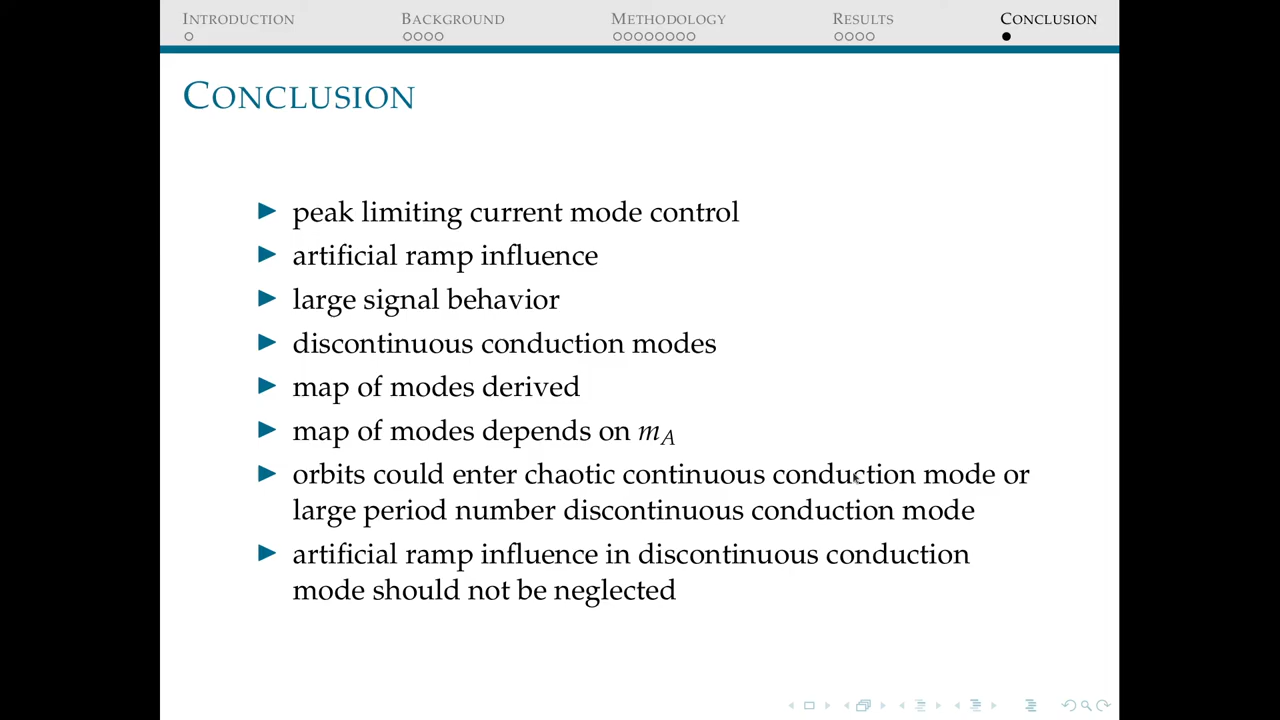 INTRODUCTION BACKGROUND METHODOLOGY RESULTS CONCLUSION
CONCLUSION
peak limiting current mode control
artificial ramp influence
large signal behavior
discontinuous conduction modes
map of modes derived
map of modes depends on m_A
orbits could enter chaotic continuous conduction mode or
large period number discontinuous conduction mode
artificial ramp influence in discontinuous conduction
mode should not be neglected